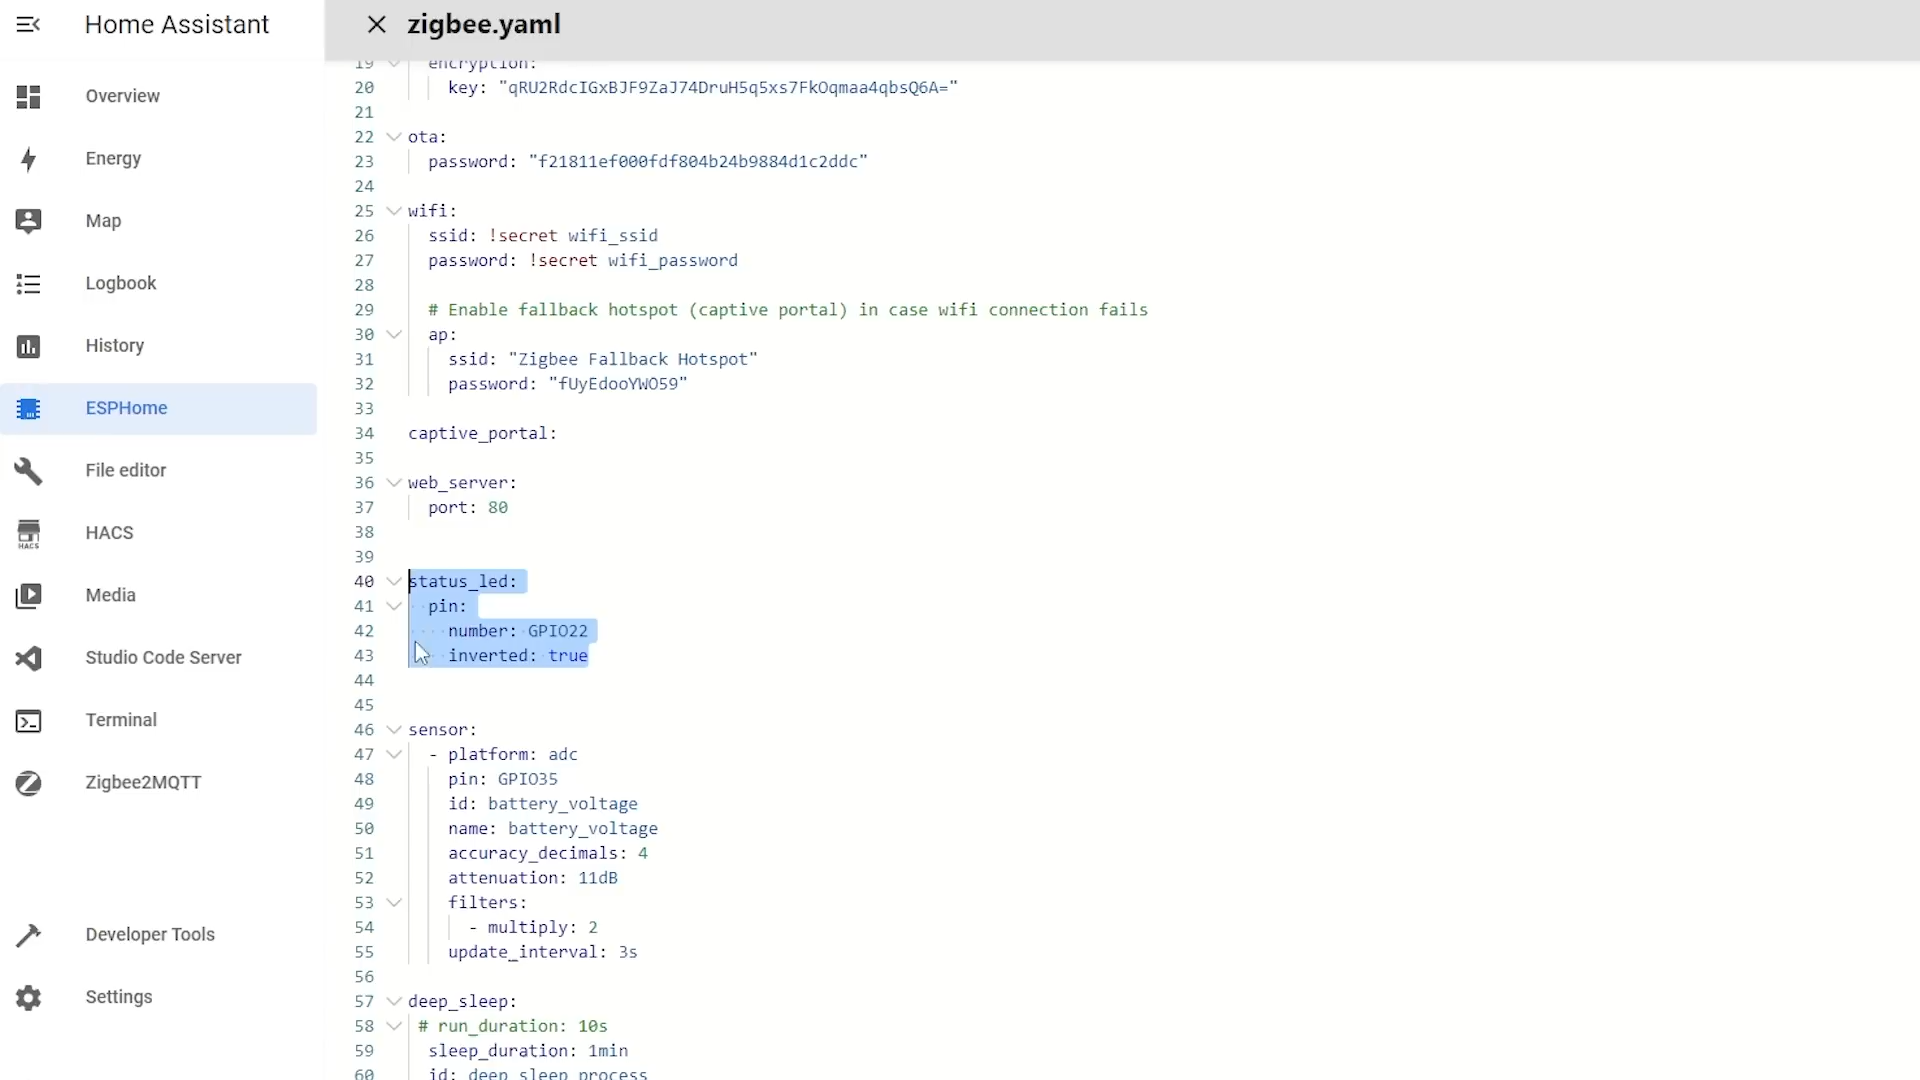 Home Assistant
Overview
Energy
Map
Logbook
History
ESPHome
File editor
HACS
HACS
Media
Studio Code Server
Terminal
Zigbee2MQTT
Developer Tools
Settings
zigbee.yaml
19 encryption:
20 key: "qRU2RdcIGxBJF9ZaJ74DruH5q5xs7FkOqmaa4qbsQ6A="
21
22 ota:
23 password: "f21811ef000fdf804b24b9884d1c2ddc"
24
25 wifi:
26 ssid: !secret wifi_ssid
27 password: !secret wifi_password
28
29 # Enable fallback hotspot (captive portal) in case wifi connection fails
30 ap:
31 ssid: "Zigbee Fallback Hotspot"
32 password: "fUyEdooYWO59"
33
34 captive_portal:
35
36 web_server:
37 port: 80
38
39
40 status_led:
41 pin:
42 number: GPIO22
43 inverted: true
44
45
46 sensor:
47 - platform: adc
48 pin: GPIO35
49 id: battery_voltage
50 name: battery_voltage
51 accuracy_decimals: 4
52 attenuation: 11dB
53 filters:
54 - multiply: 2
55 update_interval: 3s
56
57 deep_sleep:
58 # run_duration: 10s
59 sleep_duration: 1min
60 id: deep_sleep_process